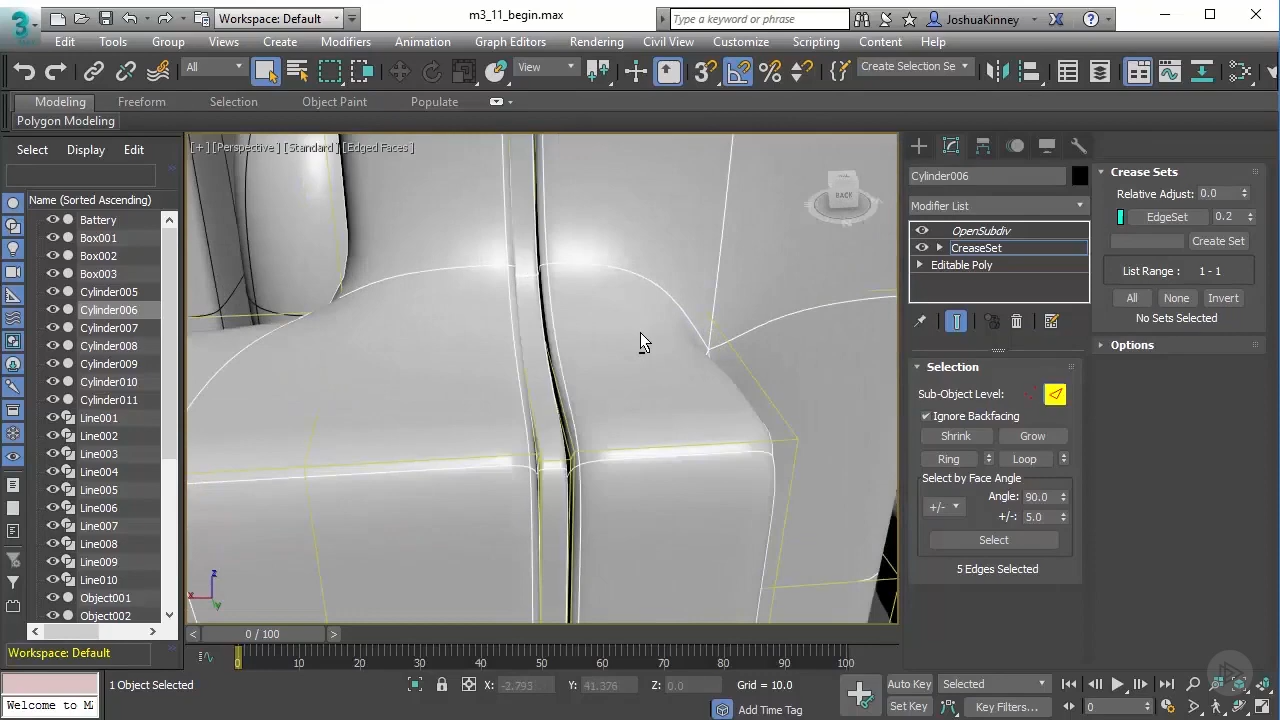 Workspace: Default
m3_11_begin.max
Type a keyword or phrase
JoshuaKinney
Edit Tools Group Views Create Modifiers Animation Graph Editors Rendering Civil View Customize Scripting Content Help
All
View
Create Selection Se
Modeling Freeform Selection Object Paint Populate
Polygon Modeling
Select Display Edit
Name (Sorted Ascending)
Battery
Box001
Box002
Box003
Cylinder005
Cylinder006
Cylinder007
Cylinder008
Cylinder009
Cylinder010
Cylinder011
Line001
Line002
Line003
Line004
Line005
Line006
Line007
Line008
Line009
Line010
Object001
Object002
Workspace: Default
[ + ] [Perspective ] [Standard ] [Edged Faces ]
BACK
z
x
y
0 / 100
0 10 20 30 40 50 60 70 80 90 100
Cylinder006
Modifier List
OpenSubdiv
CreaseSet
Editable Poly
Selection
Sub-Object Level:
Ignore Backfacing
Shrink Grow
Ring Loop
Select by Face Angle
+/- Angle: 90.0
+/-: 5.0
Select
5 Edges Selected
Crease Sets
Relative Adjust: 0.0
EdgeSet 0.2
Create Set
List Range : 1 - 1
All None Invert
No Sets Selected
Options
Welcome to M
1 Object Selected
X: -2.793 Y: 41.376 Z: 0.0 Grid = 10.0
Add Time Tag
Auto Key Selected
Set Key Key Filters...
0